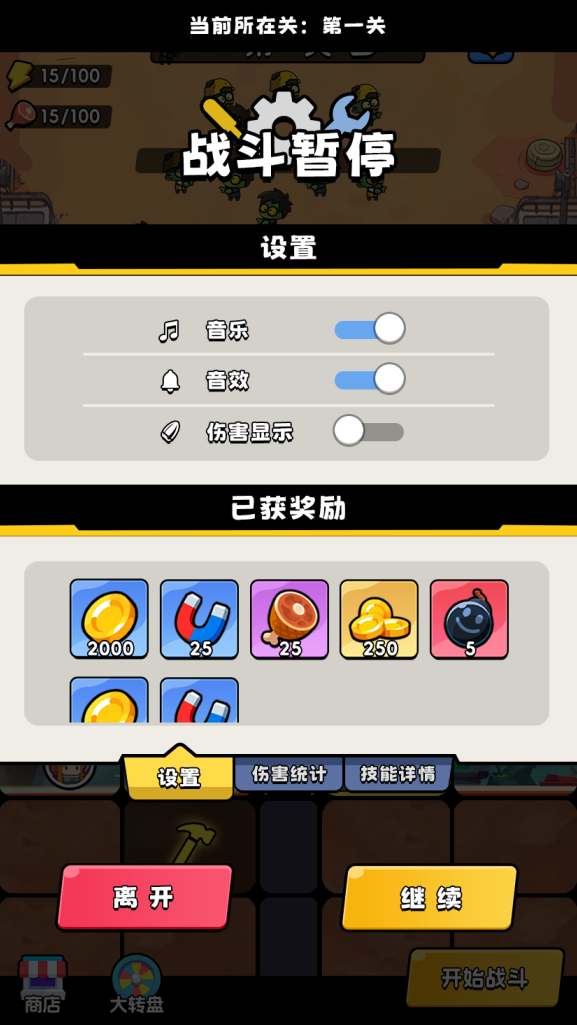 当前所在关：第一关
15/100
15/100
战斗暂停
设置
音乐
音效
伤害显示
已获奖励
2000
25
25
250
5
设置
伤害统计
技能详情
离开
继续
商店
大转盘
开始战斗